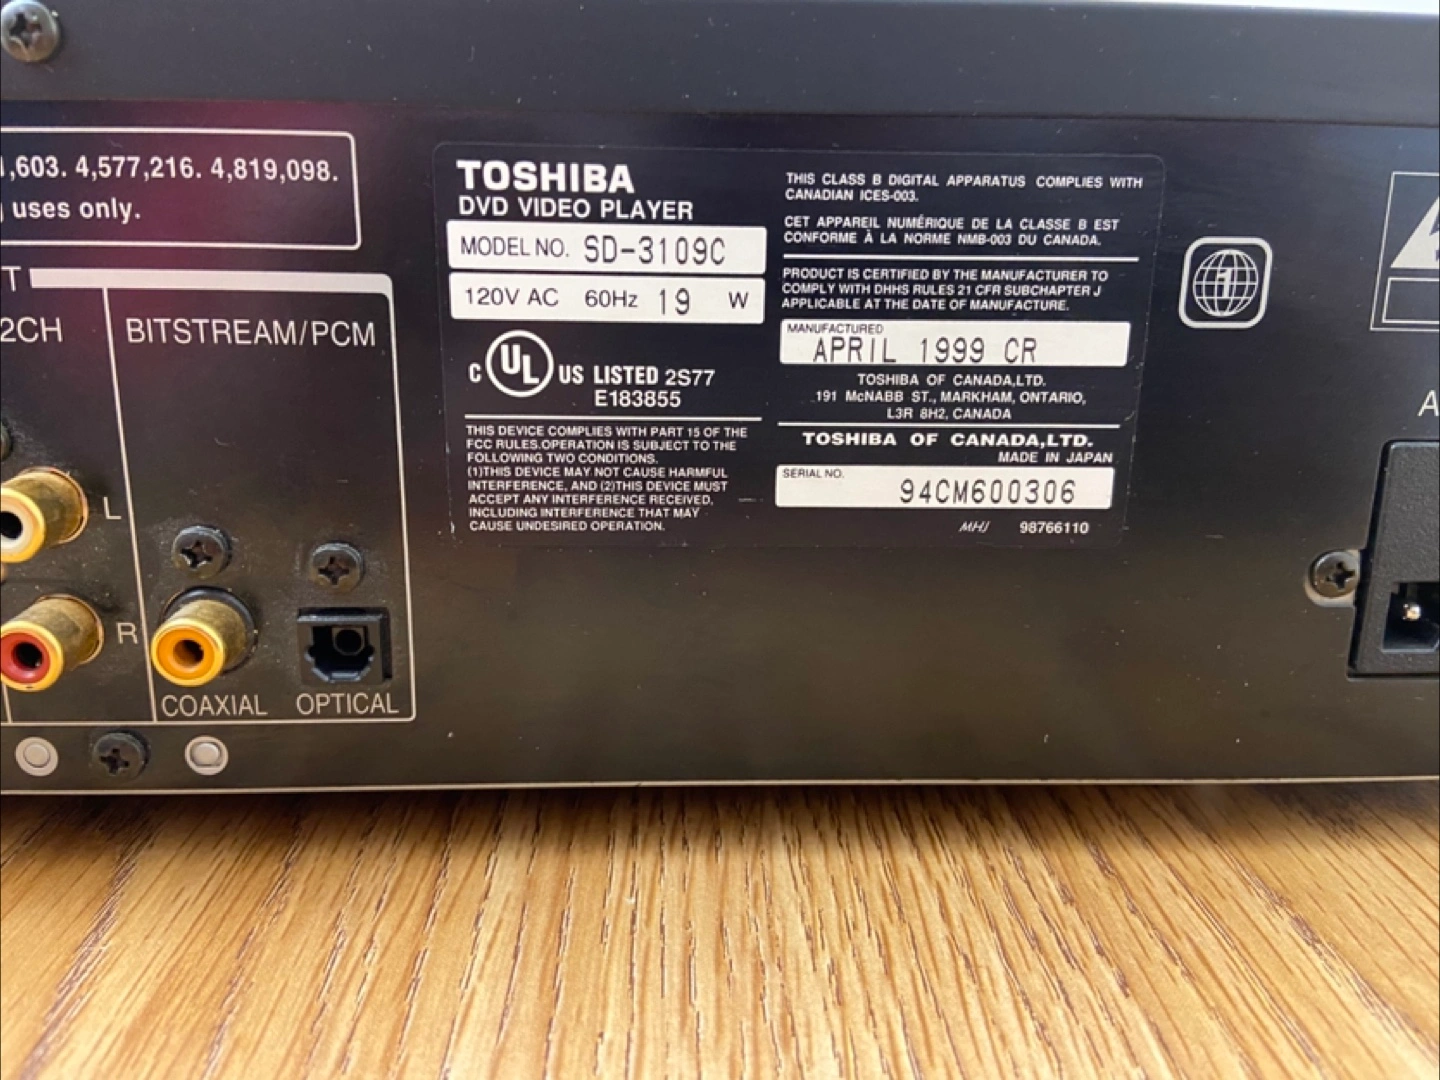 1,603. 4,577,216. 4,819,098.
uses only.
T
2CH
BITSTREAM/PCM
L
R
COAXIAL
OPTICAL
TOSHIBA
DVD VIDEO PLAYER
MODEL NO. SD-3109C
120V AC 60Hz 19 W
C UL US LISTED 2S77
E183855
THIS DEVICE COMPLIES WITH PART 15 OF THE
FCC RULES.OPERATION IS SUBJECT TO THE
FOLLOWING TWO CONDITIONS.
(1)THIS DEVICE MAY NOT CAUSE HARMFUL
INTERFERENCE, AND (2)THIS DEVICE MUST
ACCEPT ANY INTERFERENCE RECEIVED,
INCLUDING INTERFERENCE THAT MAY
CAUSE UNDESIRED OPERATION.
THIS CLASS B DIGITAL APPARATUS COMPLIES WITH
CANADIAN ICES-003.
CET APPAREIL NUMÉRIQUE DE LA CLASSE B EST
CONFORME À LA NORME NMB-003 DU CANADA.
PRODUCT IS CERTIFIED BY THE MANUFACTURER TO
COMPLY WITH DHHS RULES 21 CFR SUBCHAPTER J
APPLICABLE AT THE DATE OF MANUFACTURE.
MANUFACTURED
APRIL 1999 CR
TOSHIBA OF CANADA,LTD.
191 McNABB ST., MARKHAM, ONTARIO,
L3R 8H2, CANADA
TOSHIBA OF CANADA,LTD.
MADE IN JAPAN
SERIAL NO.
94CM600306
MHJ 98766110
1
A